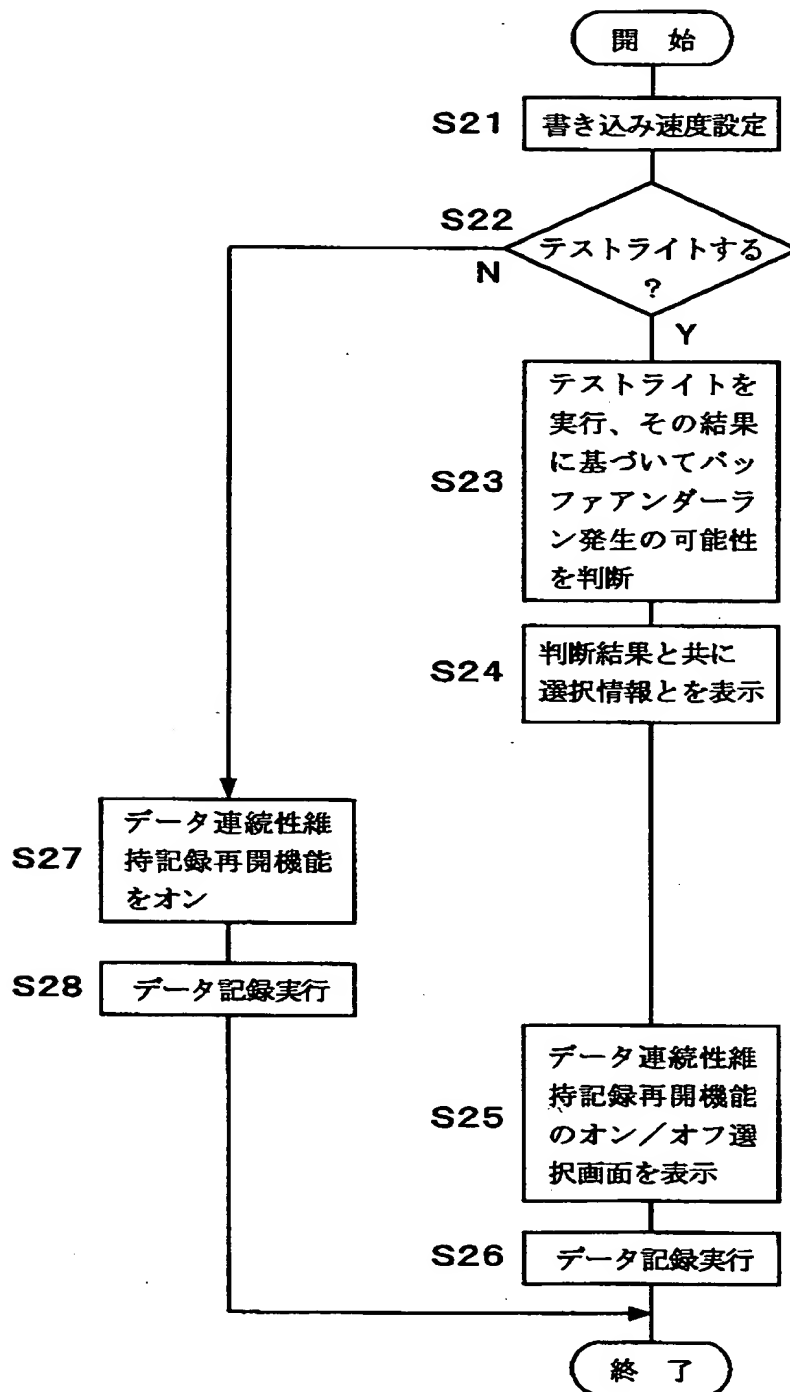 開 始
S21
書き込み速度設定
S22
テストライトする
?
N
Y
S23
テストライトを
実行、その結果
に基づいてバッ
ファアンダーラ
ン発生の可能性
を判断
S24
判断結果と共に
選択情報とを表示
S27
データ連続性維
持記録再開機能
をオン
S28
データ記録実行
S25
データ連続性維
持記録再開機能
のオン/オフ選
択画面を表示
S26
データ記録実行
終 了